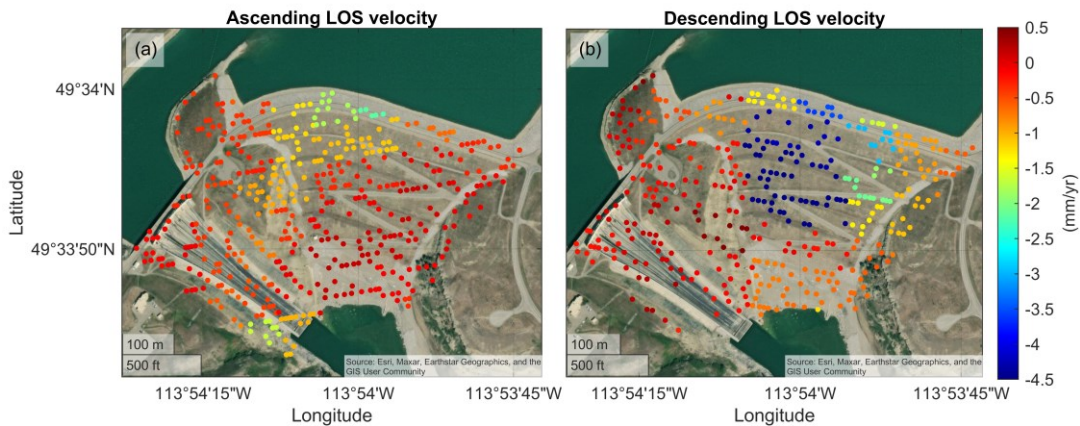 Ascending LOS velocity
Descending LOS velocity
(a)
(b)
49°34'N
49°33'50"N
Latitude
100 m
500 ft
Source: Esri, Maxar, Earthstar Geographics, and the
GIS User Community
100 m
500 ft
Source: Esri, Maxar, Earthstar Geographics, and the
GIS User Community
113°54'15"W
113°54'W
113°53'45"W
113°54'15"W
113°54'W
113°53'45"W
Longitude
Longitude
0.5
0
-0.5
-1
-1.5
-2
-2.5
-3
-3.5
-4
-4.5
(mm/yr)